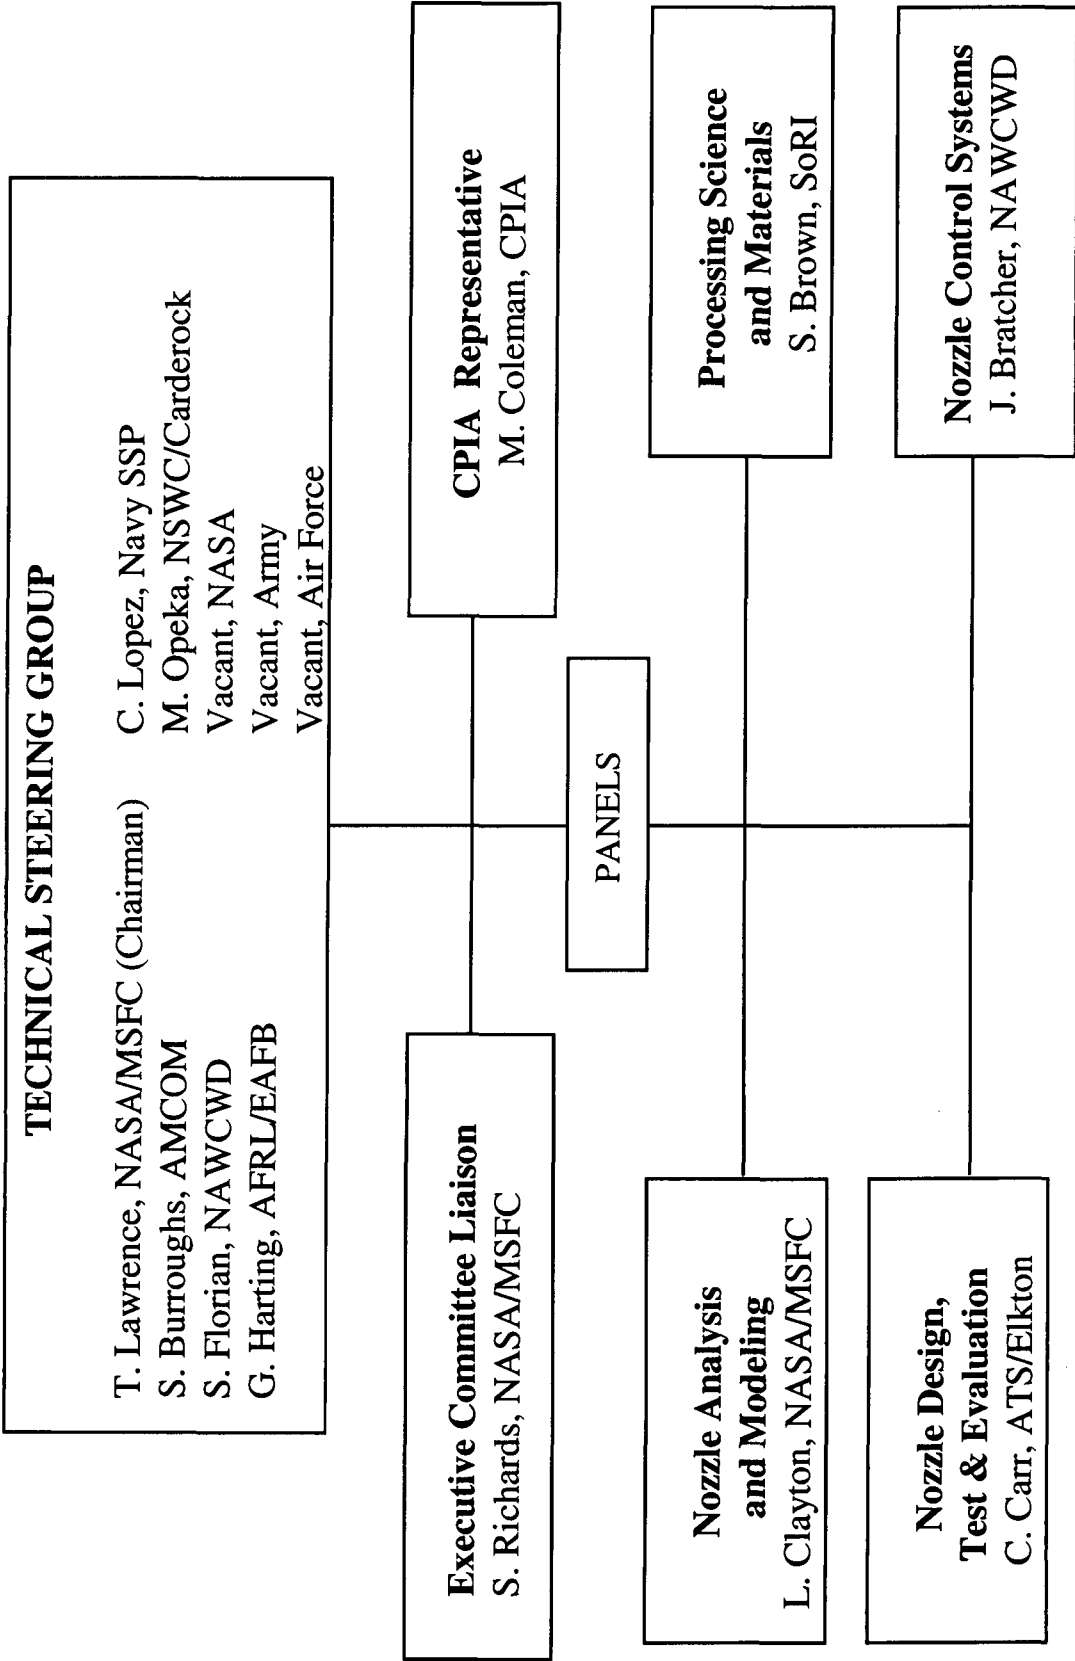 TECHNICAL STEERING GROUP
T. Lawrence, NASA/MSFC (Chairman)
S. Burroughs, AMCOM
S. Florian, NAWCWD
G. Harting, AFRL/EAFB
C. Lopez, Navy SSP
M. Opeka, NSWC/Carderock
Vacant, NASA
Vacant, Army
Vacant, Air Force
Executive Committee Liaison
S. Richards, NASA/MSFC
CPIA Representative
M. Coleman, CPIA
PANELS
Nozzle Analysis
and Modeling
L. Clayton, NASA/MSFC
Processing Science
and Materials
S. Brown, SoRI
Nozzle Design,
Test & Evaluation
C. Carr, ATS/Elkton
Nozzle Control Systems
J. Bratcher, NAWCWD